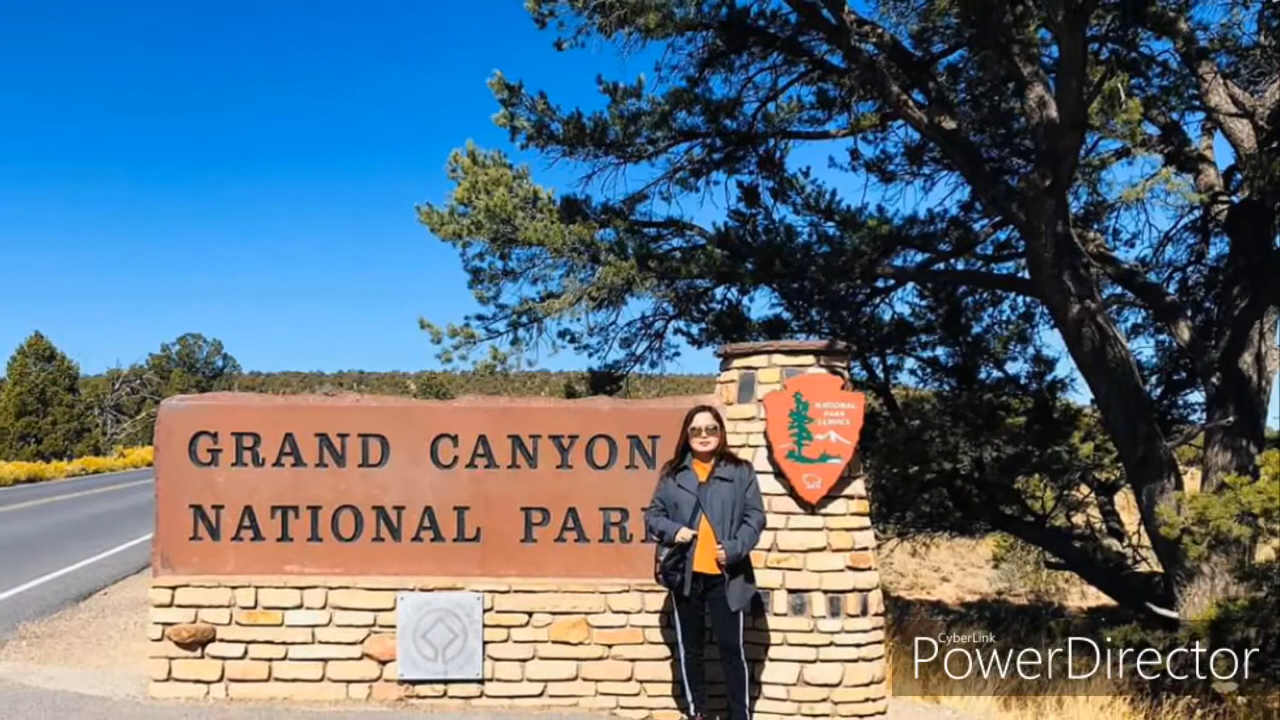 GRAND CANYON
NATIONAL PAR
NATIONAL
PARK
SERVICE
CyberLink
PowerDirector